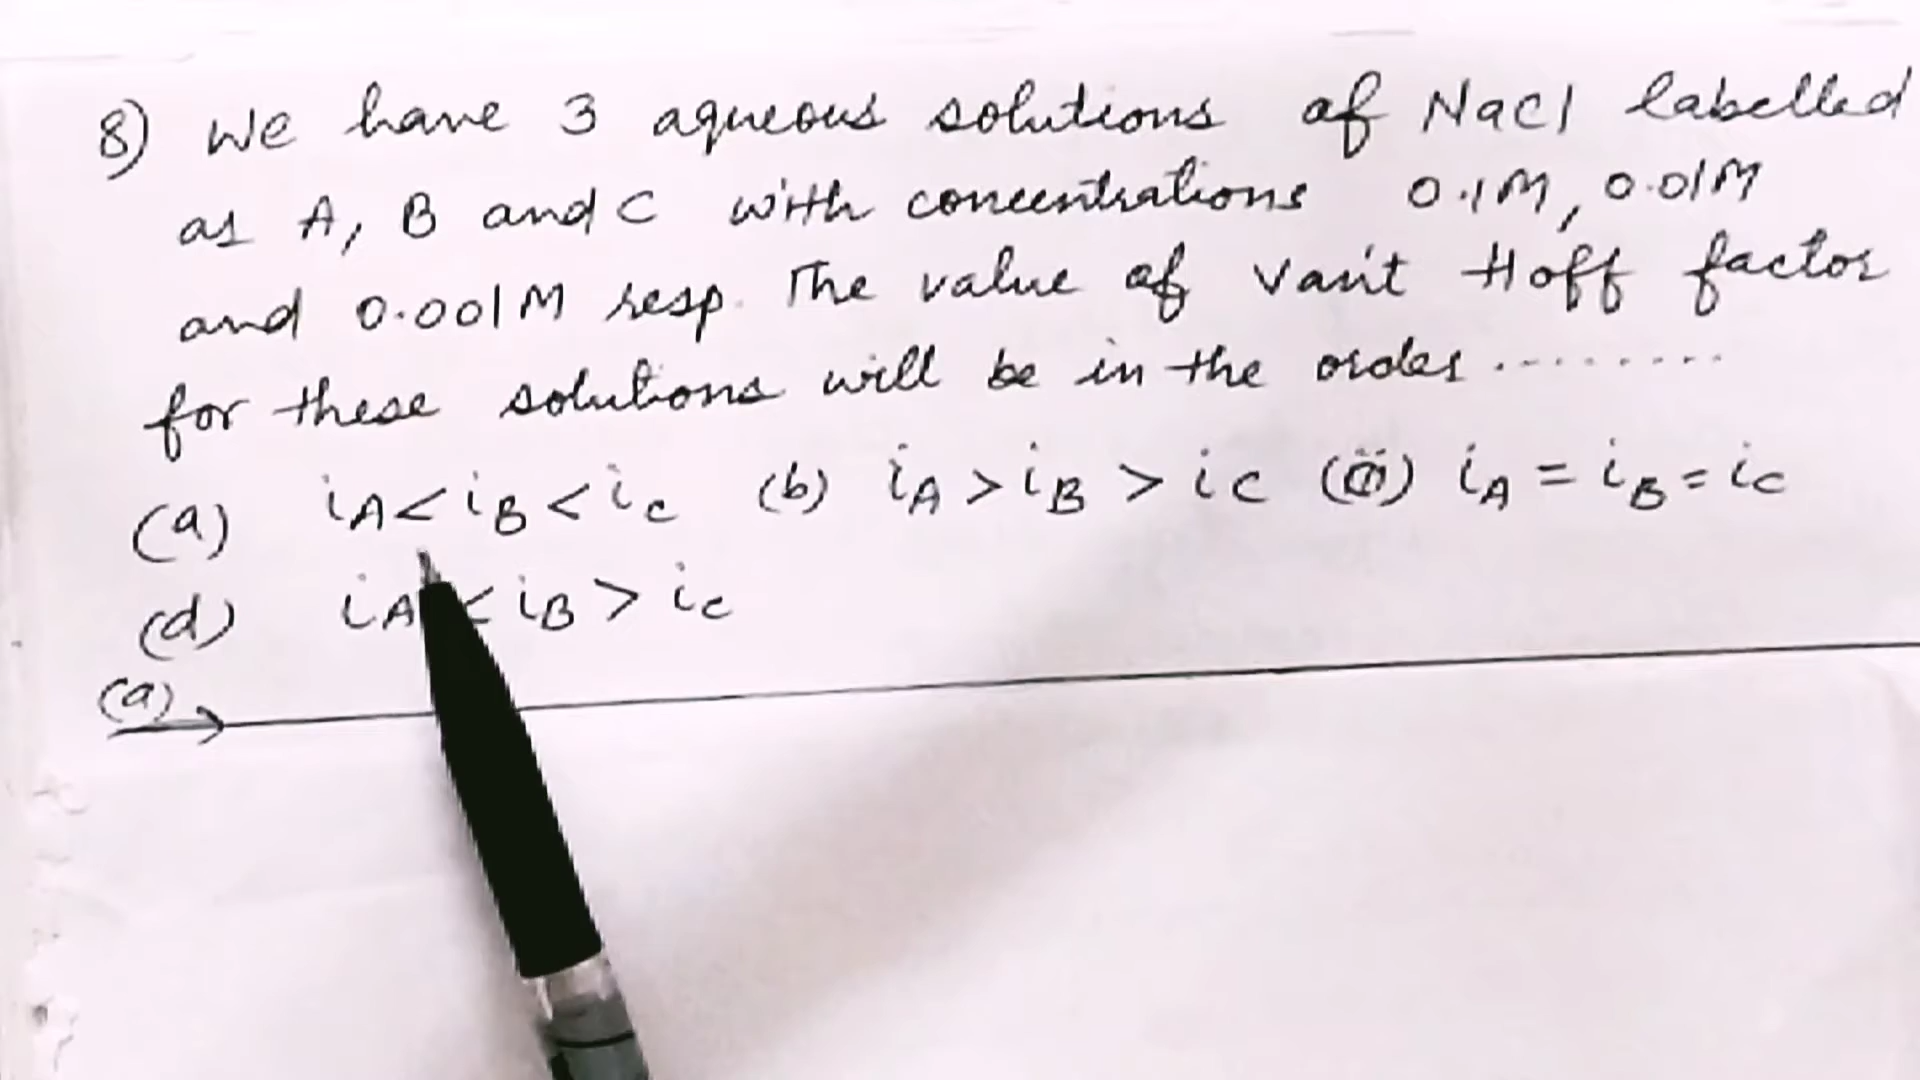 8) We have 3 aqueous solutions of NaCl labelled
as A, B and C with concentrations 0.1M, 0.01M
and 0.001M resp. The value of Van't Hoff factor
for these solutions will be in the order ........
(a) iA < iB < ic (b) iA > iB > ic (iii) iA = iB = ic
(d) iA < iB > ic
(a) →